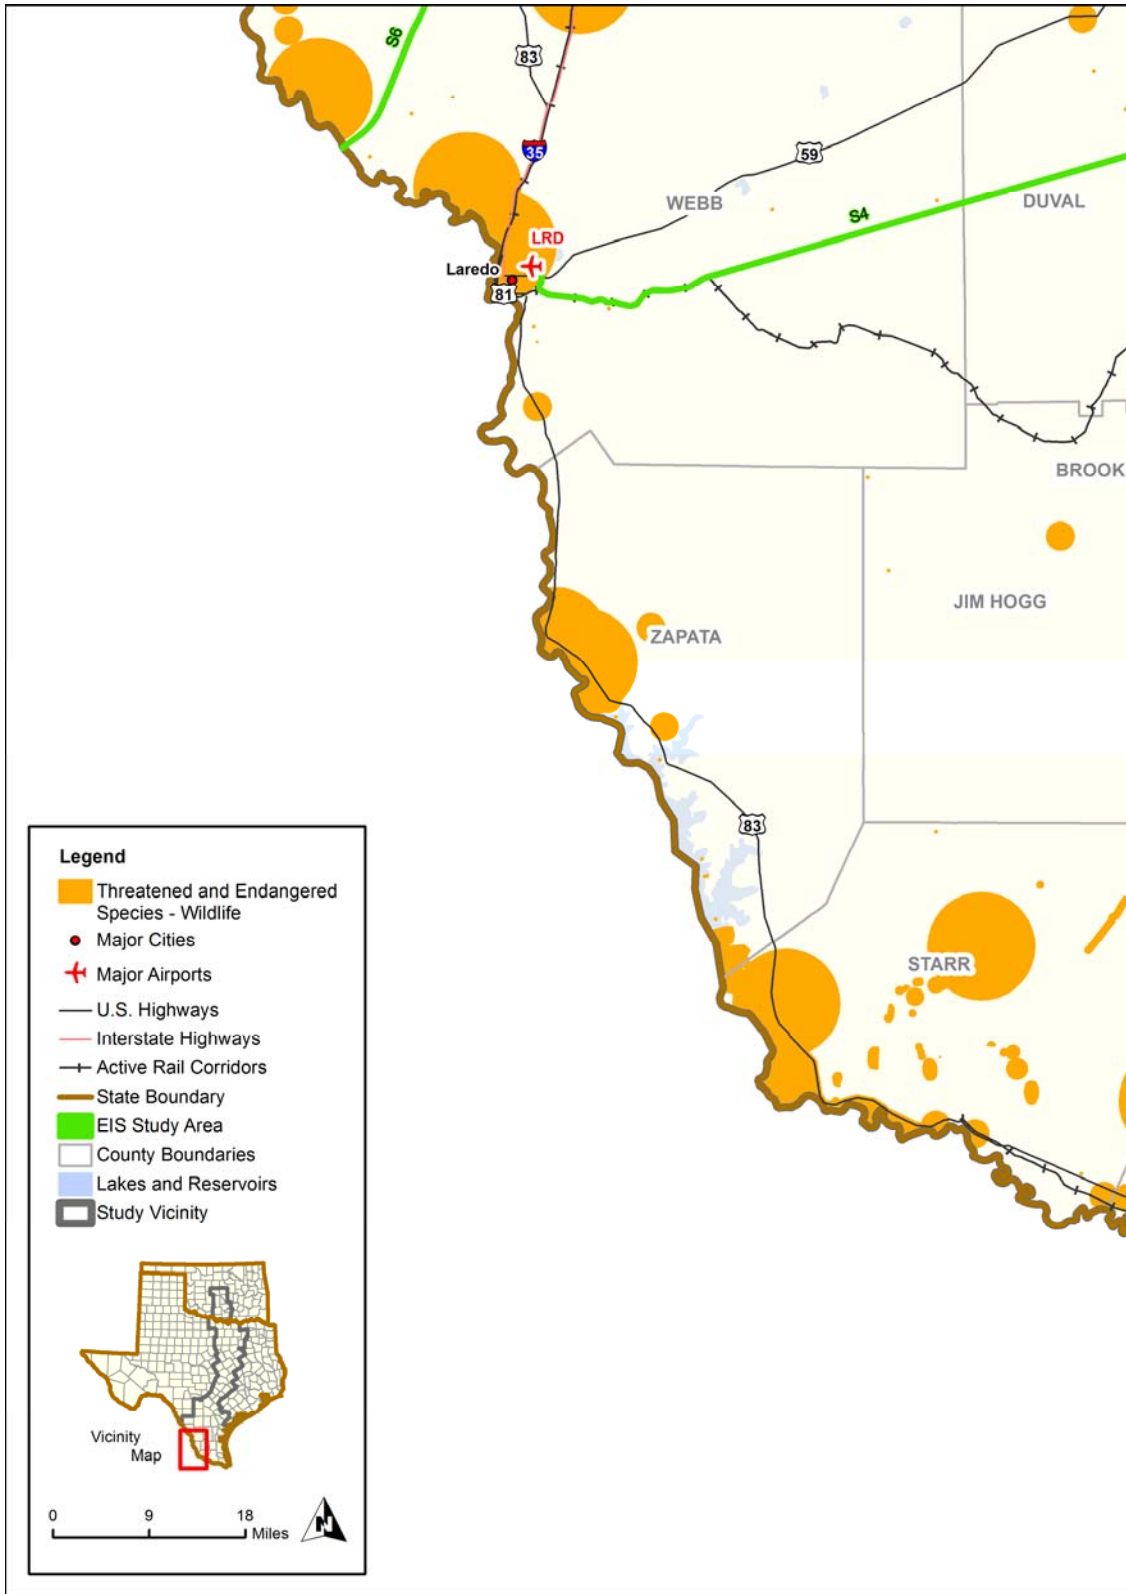 S6
83
35
59
WEBB
DUVAL
S4
LRD
Laredo
81
BROOK
JIM HOGG
ZAPATA
83
STARR
Legend
Threatened and Endangered
Species - Wildlife
Major Cities
Major Airports
U.S. Highways
Interstate Highways
Active Rail Corridors
State Boundary
EIS Study Area
County Boundaries
Lakes and Reservoirs
Study Vicinity
Vicinity
Map
0 9 18
Miles
N